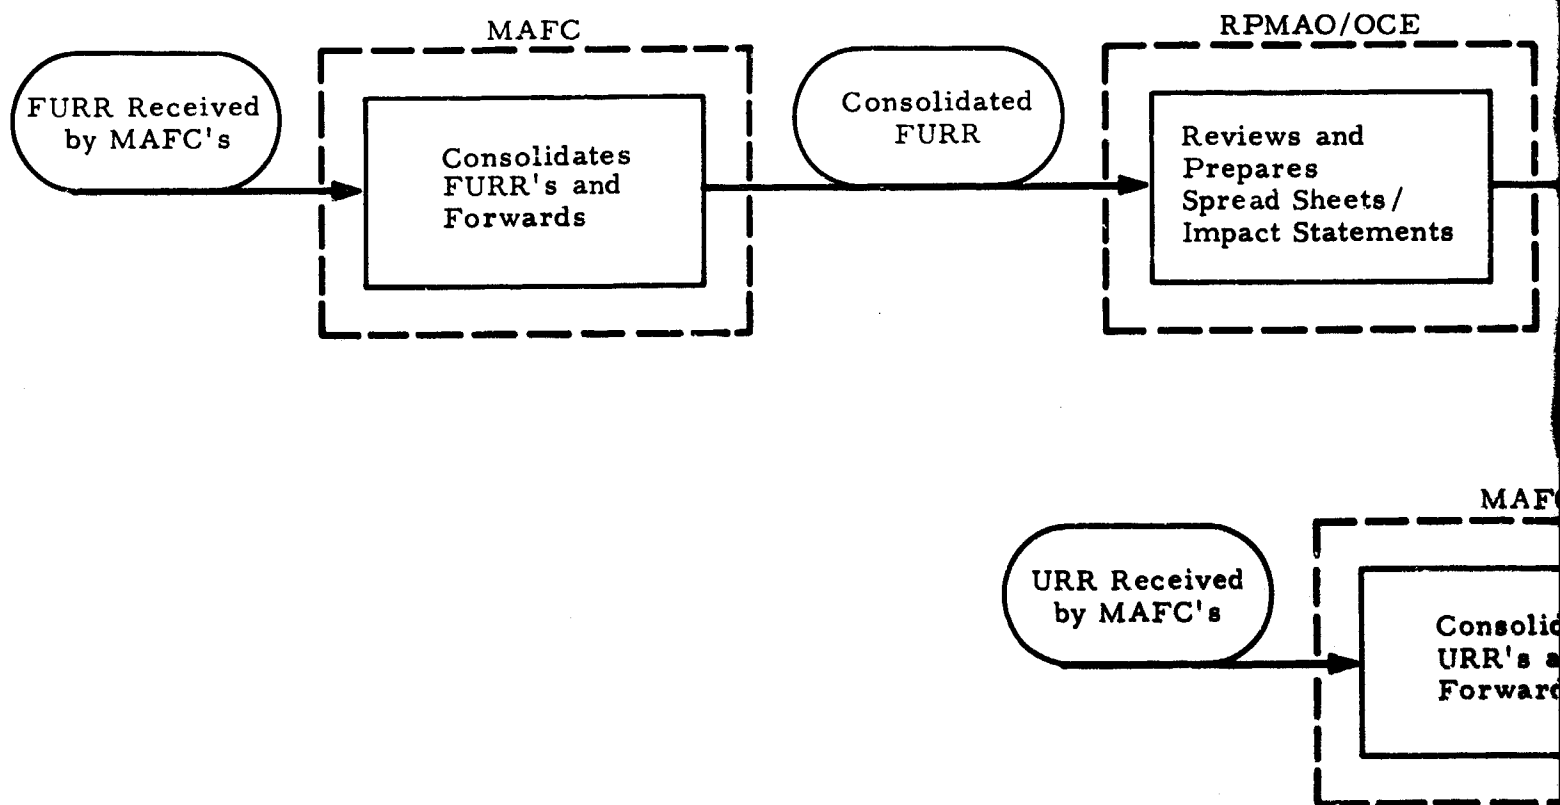 MAFC
RPMAO/OCE
FURR Received
by MAFC's
Consolidates
FURR's and
Forwards
Consolidated
FURR
Reviews and
Prepares
Spread Sheets/
Impact Statements
URR Received
by MAFC's
URR's